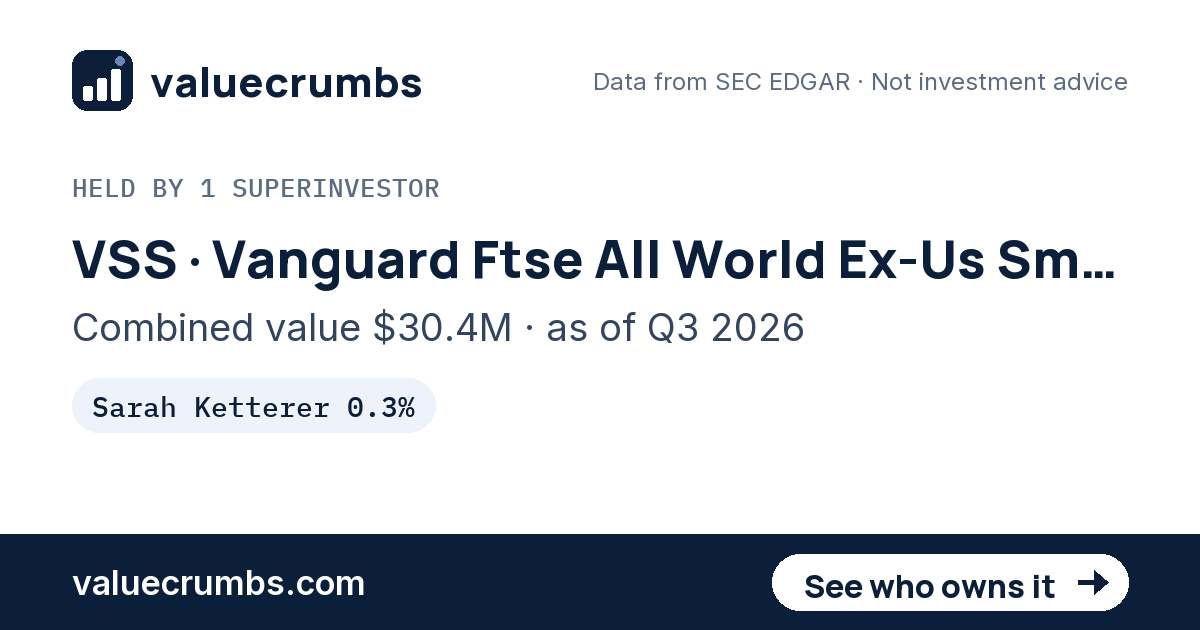 valuecrumbs
Data from SEC EDGAR · Not investment advice
HELD BY 1 SUPERINVESTOR
VSS · Vanguard Ftse All World Ex-Us Sm…
Combined value $30.4M · as of Q3 2026
Sarah Ketterer 0.3%
valuecrumbs.com
See who owns it →